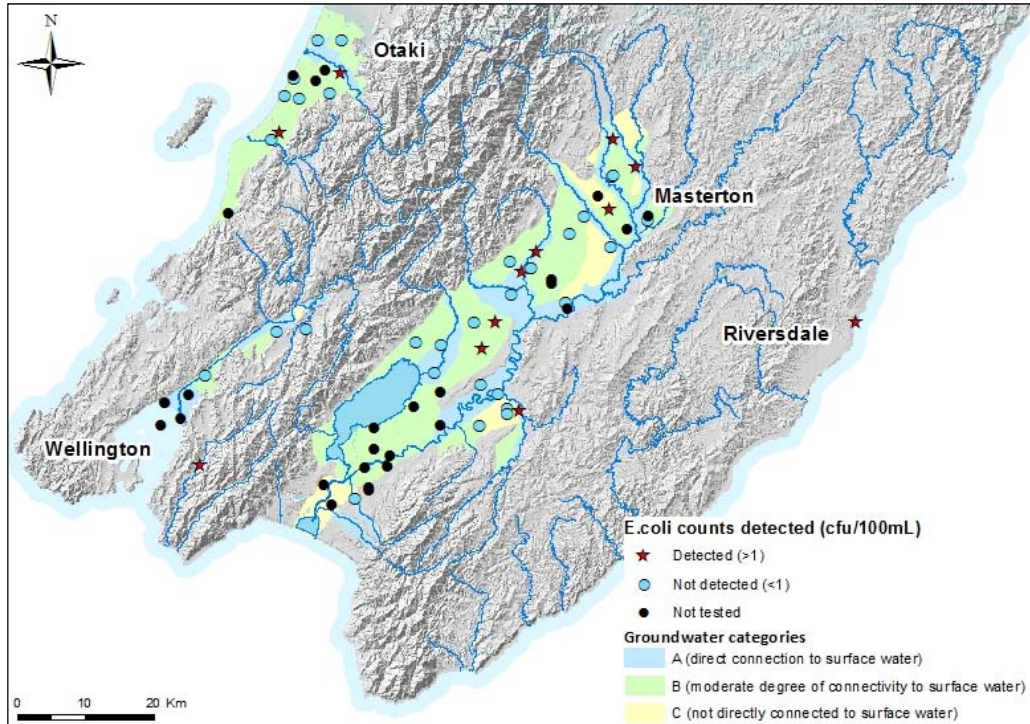 N
Otaki
Masterton
Riversdale
Wellington
E.coli counts detected (cfu/100mL)
Detected (>1)
Not detected (<1)
Not tested
Groundwater categories
A (direct connection to surface water)
B (moderate degree of connectivity to surface water)
C (not directly connected to surface water)
0 10 20 Km